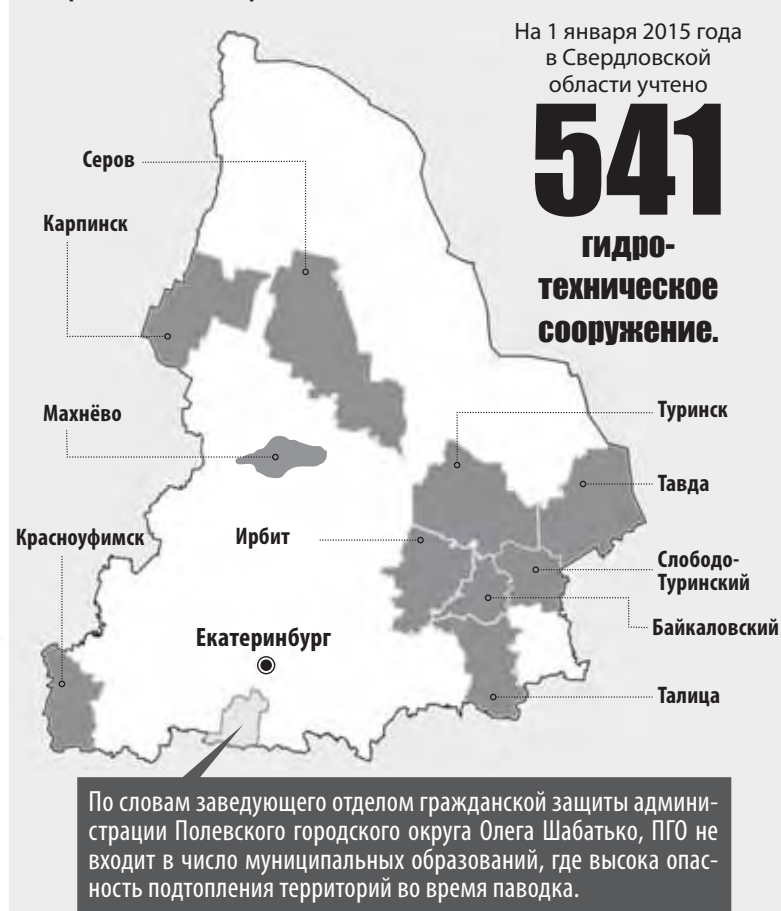 На 1 января 2015 года
в Свердловской
области учтено
541
гидро-
техническое
сооружение.
Серов
Карпинск
Махнёво
Туринск
Тавда
Красноуфимск
Ирбит
Слободо-
Туринский
Байкаловский
Екатеринбург
Талица
По словам заведующего отделом гражданской защиты админи-
страции Полевского городского округа Олега Шабатько, ПГО не
входит в число муниципальных образований, где высока опас-
ность подтопления территорий во время паводка.